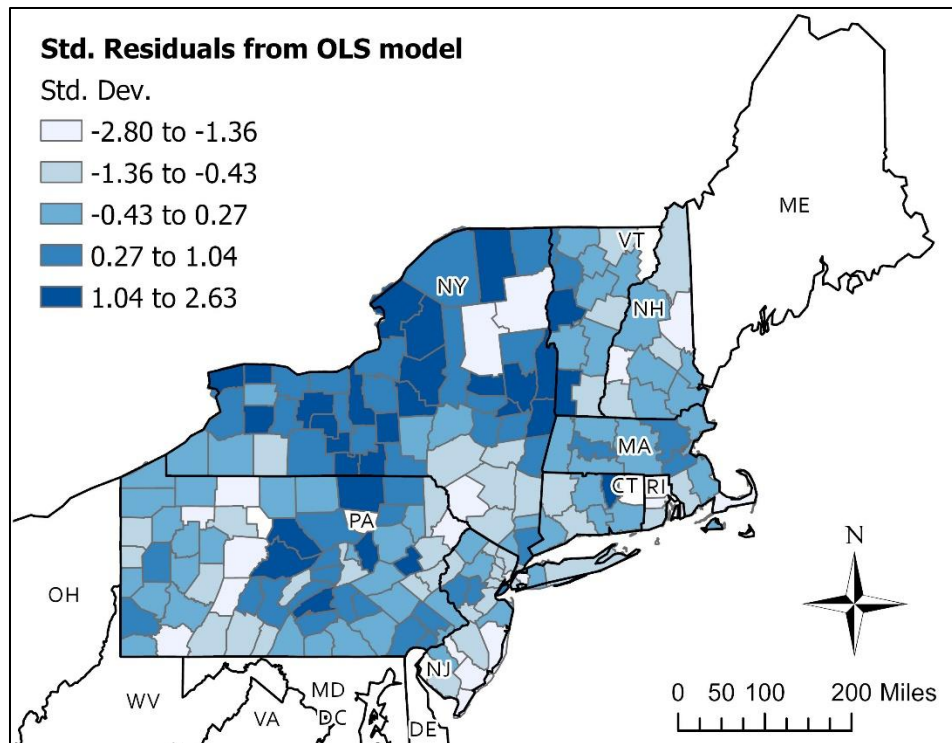 Std. Residuals from OLS model
Std. Dev.
-2.80 to -1.36
-1.36 to -0.43
-0.43 to 0.27
0.27 to 1.04
1.04 to 2.63
ME
VT
NY
NH
MA
CT RI
PA
OH
N
NJ
WV
MD
VA
DC
DE
0 50 100 200 Miles